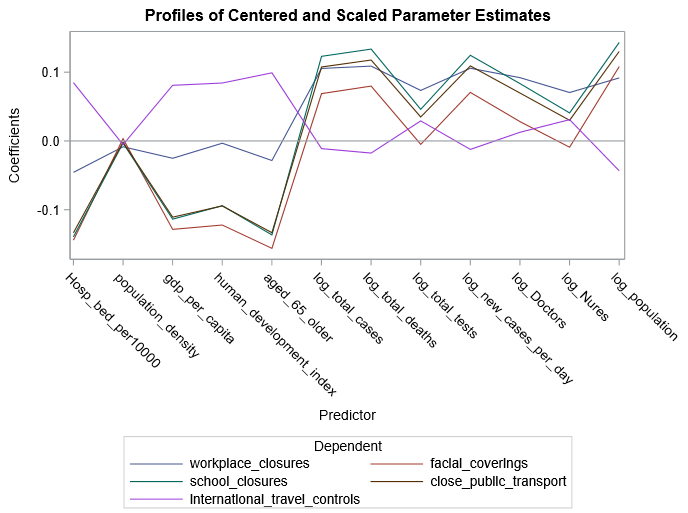 Profiles of Centered and Scaled Parameter Estimates
Coefficients
0.1
0.0
-0.1
Hosp_bed_per10000
population_density
gdp_per_capita
human_development_index
aged_65_older
log_total_cases
log_total_deaths
log_total_tests
log_new_cases_per_day
log_Doctors
log_Nures
log_population
Predictor
Dependent
workplace_closures
facial_coverings
school_closures
close_public_transport
international_travel_controls